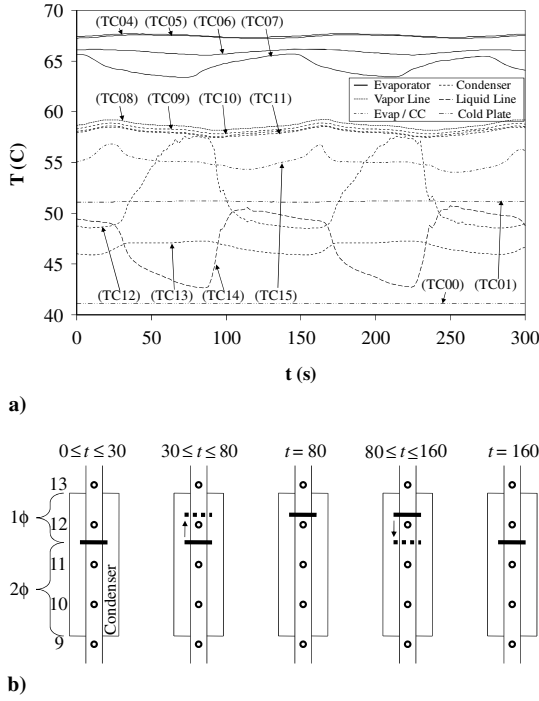 70
65
60
55
50
45
40
T (C)
(TC04) (TC05) (TC06) (TC07)
Evaporator Condenser
Vapor Line Liquid Line
Evap / CC Cold Plate
(TC08) (TC09) (TC10) (TC11)
(TC00) (TC01)
(TC12) (TC13) (TC14) (TC15)
0 50 100 150 200 250 300
t (s)
a)
0 ≤ t ≤ 30 30 ≤ t ≤ 80 t = 80 80 ≤ t ≤ 160 t = 160
13
1ϕ
12
11
2ϕ
10
Condenser
9
b)